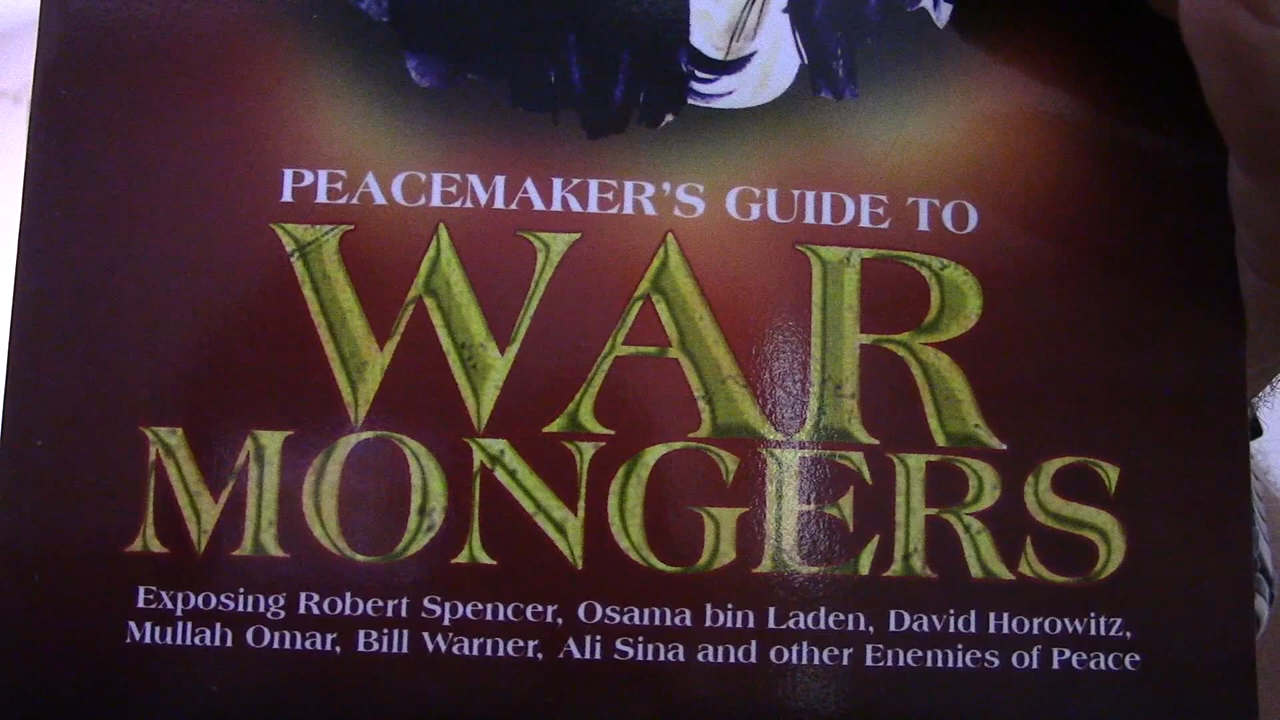 PEACEMAKER'S GUIDE TO
WAR
MONGERS
Exposing Robert Spencer, Osama bin Laden, David Horowitz,
Mullah Omar, Bill Warner, Ali Sina and other Enemies of Peace